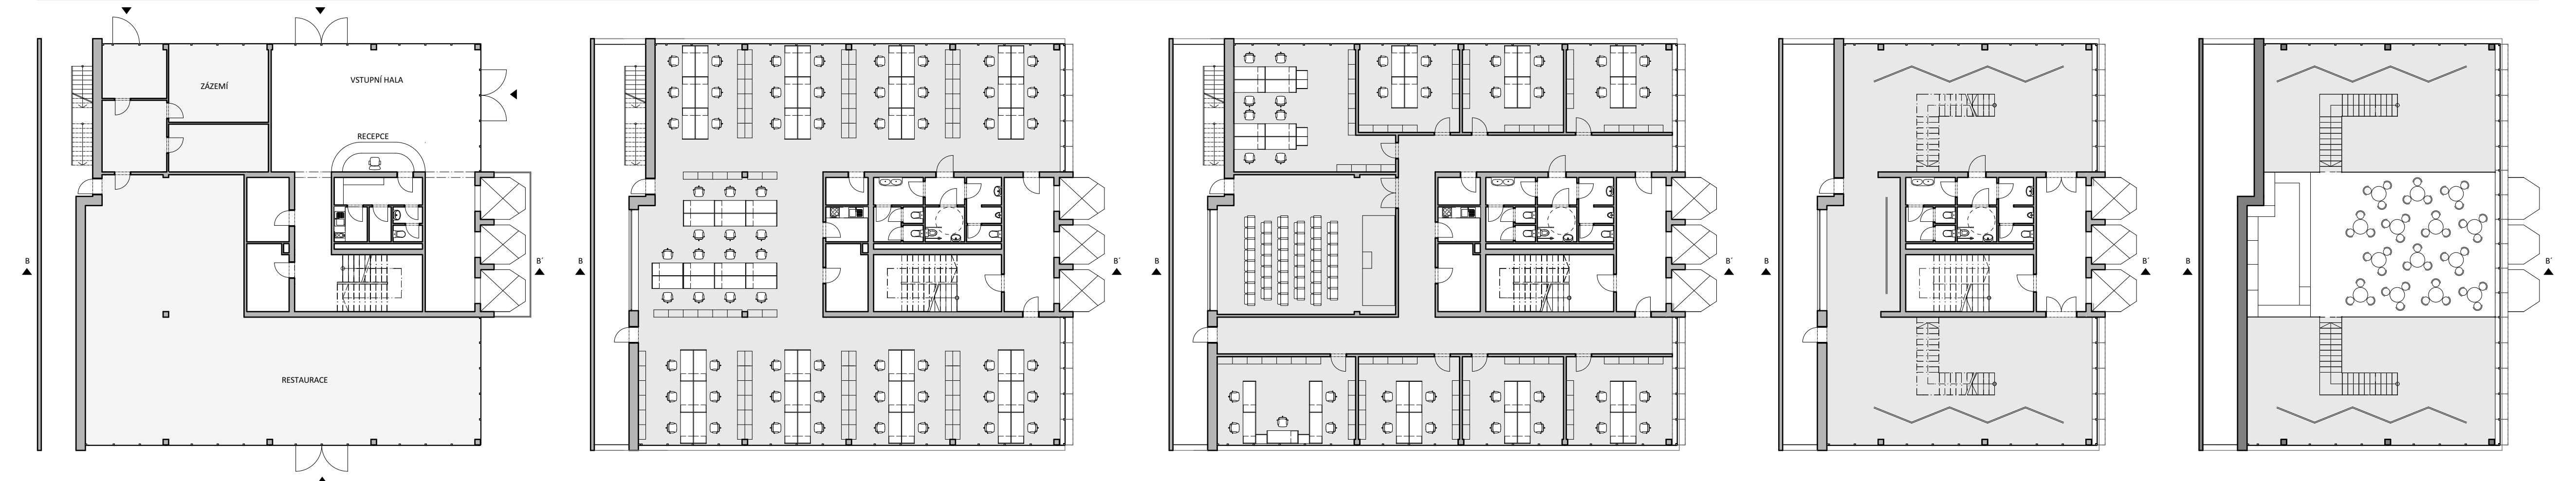 ZÁZEMÍ
VSTUPNÍ HALA
RECEPCE
B
B´
B
B´
B
B´
B
B´
B
B´
RESTAURACE